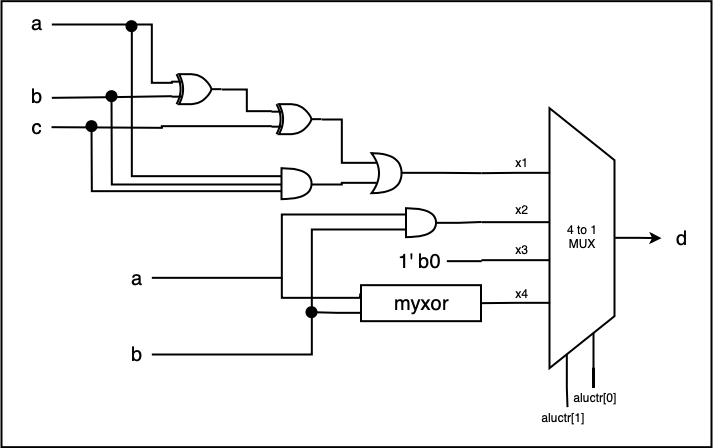 a
b
c
x1
x2
4 to 1
MUX
d
1' b0
x3
a
x4
myxor
b
aluctr[0]
aluctr[1]